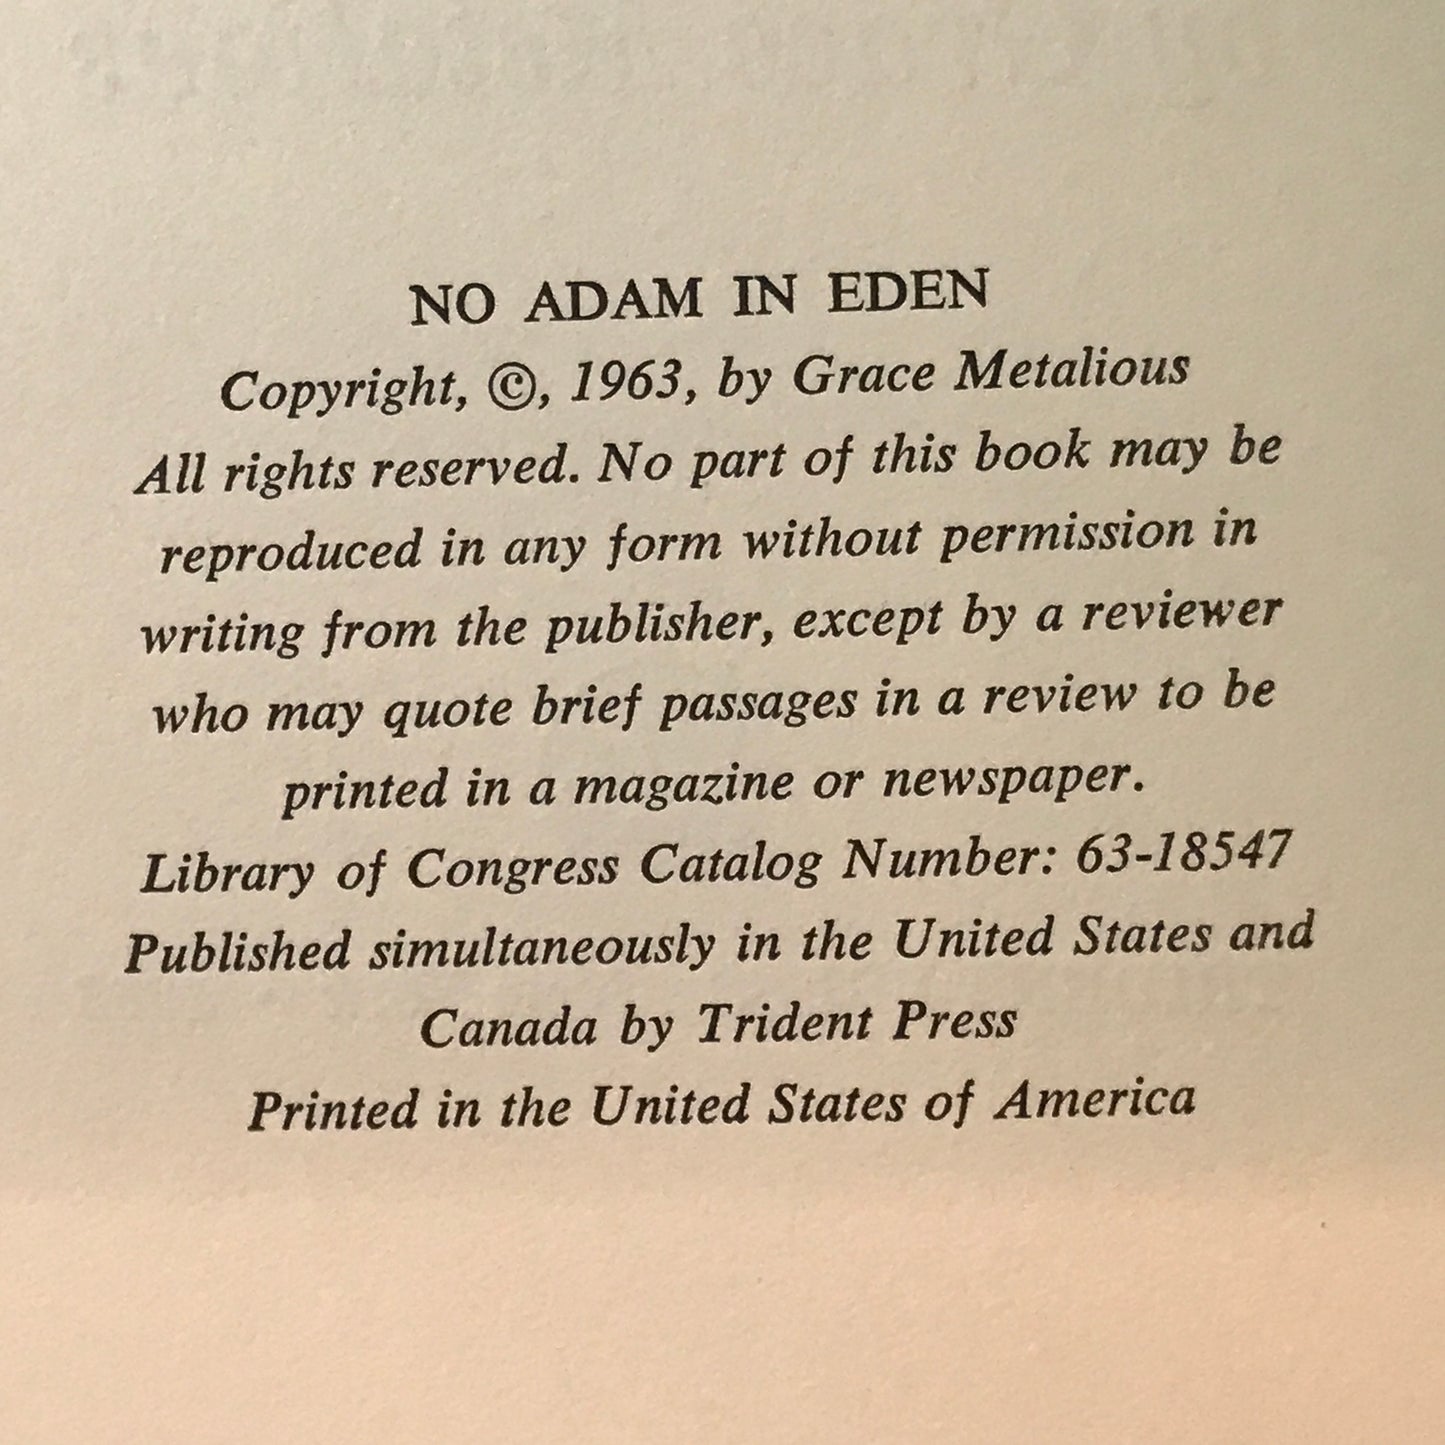 NO ADAM IN EDEN
Copyright, ©, 1963, by Grace Metalious
All rights reserved. No part of this book may be
reproduced in any form without permission in
writing from the publisher, except by a reviewer
who may quote brief passages in a review to be
printed in a magazine or newspaper.
Library of Congress Catalog Number: 63-18547
Published simultaneously in the United States and
Canada by Trident Press
Printed in the United States of America